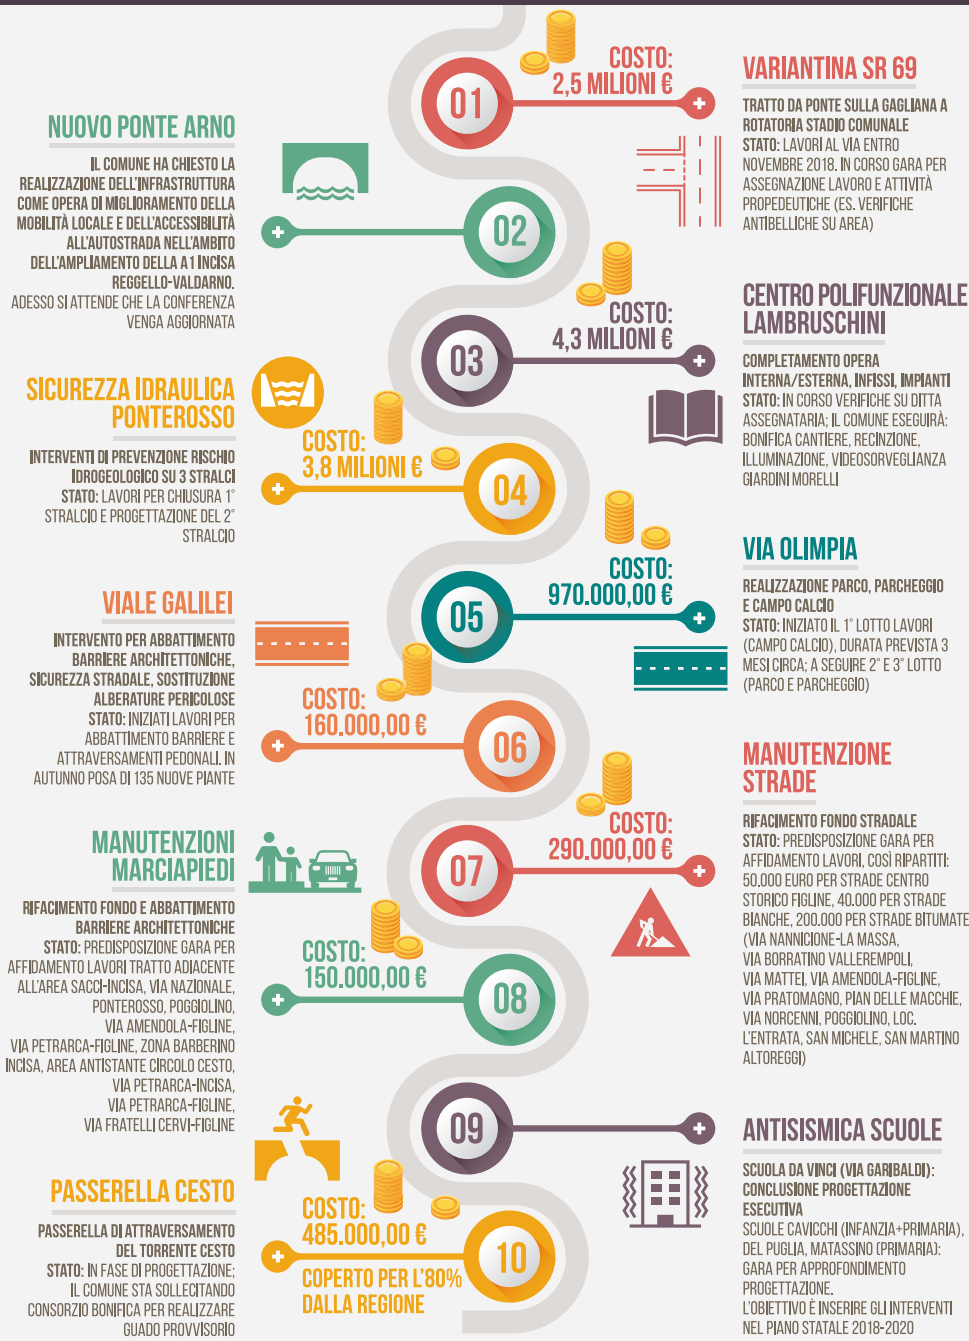 01
COSTO:
2,5 MILIONI €
VARIANTINA SR 69
TRATTO DA PONTE SULLA GAGLIANA A
ROTATORIA STADIO COMUNALE
STATO: LAVORI AL VIA ENTRO
NOVEMBRE 2018. IN CORSO GARA PER
ASSEGNAZIONE LAVORO E ATTIVITÀ
PROPEDEUTICHE (ES. VERIFICHE
ANTIBELLICHE SU AREA)
NUOVO PONTE ARNO
IL COMUNE HA CHIESTO LA
REALIZZAZIONE DELL'INFRASTRUTTURA
COME OPERA DI MIGLIORAMENTO DELLA
MOBILITÀ LOCALE E DELL'ACCESSIBILITÀ
ALL'AUTOSTRADA NELL'AMBITO
DELL'AMPLIAMENTO DELLA A1 INCISA
REGGELLO-VALDARNO.
ADESSO SI ATTENDE CHE LA CONFERENZA
VENGA AGGIORNATA
02
03
COSTO:
4,3 MILIONI €
CENTRO POLIFUNZIONALE
LAMBRUSCHINI
COMPLETAMENTO OPERA
INTERNA/ESTERNA, INFISSI, IMPIANTI
STATO: IN CORSO VERIFICHE SU DITTA
ASSEGNATARIA; IL COMUNE ESEGUIRÀ:
BONIFICA CANTIERE, RECINZIONE,
ILLUMINAZIONE, VIDEOSORVEGLIANZA
GIARDINI MORELLI
SICUREZZA IDRAULICA
PONTEROSSO
INTERVENTI DI PREVENZIONE RISCHIO
IDROGEOLOGICO SU 3 STRALCI
STATO: LAVORI PER CHIUSURA 1°
STRALCIO E PROGETTAZIONE DEL 2°
STRALCIO
COSTO:
3,8 MILIONI €
04
05
COSTO:
970.000,00 €
VIA OLIMPIA
REALIZZAZIONE PARCO, PARCHEGGIO
E CAMPO CALCIO
STATO: INIZIATO IL 1° LOTTO LAVORI
(CAMPO CALCIO), DURATA PREVISTA 3
MESI CIRCA; A SEGUIRE 2° E 3° LOTTO
(PARCO E PARCHEGGIO)
VIALE GALILEI
INTERVENTO PER ABBATTIMENTO
BARRIERE ARCHITETTONICHE,
SICUREZZA STRADALE, SOSTITUZIONE
ALBERATURE PERICOLOSE
STATO: INIZIATI LAVORI PER
ABBATTIMENTO BARRIERE E
ATTRAVERSAMENTI PEDONALI. IN
AUTUNNO POSA DI 135 NUOVE PIANTE
COSTO:
160.000,00 €
06
07
COSTO:
290.000,00 €
MANUTENZIONE
STRADE
RIFACIMENTO FONDO STRADALE
STATO: PREDISPOSIZIONE GARA PER
AFFIDAMENTO LAVORI, COSÌ RIPARTITI:
50.000 EURO PER STRADE CENTRO
STORICO FIGLINE, 40.000 PER STRADE
BIANCHE, 200.000 PER STRADE BITUMATE
(VIA NANNICIONE-LA MASSA,
VIA BORRATINO VALLEREMPOLI,
VIA MATTEI, VIA AMENDOLA-FIGLINE,
VIA PRATOMAGNO, PIAN DELLE MACCHIE,
VIA NORCENNI, POGGIOLINO, LOC.
L'ENTRATA, SAN MICHELE, SAN MARTINO
ALTOREGGI)
MANUTENZIONI
MARCIAPIEDI
RIFACIMENTO FONDO E ABBATTIMENTO
BARRIERE ARCHITETTONICHE
STATO: PREDISPOSIZIONE GARA PER
AFFIDAMENTO LAVORI TRATTO ADIACENTE
ALL'AREA SACCI-INCISA, VIA NAZIONALE,
PONTEROSSO, POGGIOLINO,
VIA AMENDOLA-FIGLINE,
VIA PETRARCA-FIGLINE, ZONA BARBERINO
INCISA, AREA ANTISTANTE CIRCOLO CESTO,
VIA PETRARCA-INCISA,
VIA PETRARCA-FIGLINE,
VIA FRATELLI CERVI-FIGLINE
COSTO:
150.000,00 €
08
09
ANTISISMICA SCUOLE
SCUOLA DA VINCI (VIA GARIBALDI):
CONCLUSIONE PROGETTAZIONE
ESECUTIVA
SCUOLE CAVICCHI (INFANZIA+PRIMARIA),
DEL PUGLIA, MATASSINO (PRIMARIA):
GARA PER APPROFONDIMENTO
PROGETTAZIONE.
L'OBIETTIVO È INSERIRE GLI INTERVENTI
NEL PIANO STATALE 2018-2020
PASSERELLA CESTO
PASSERELLA DI ATTRAVERSAMENTO
DEL TORRENTE CESTO
STATO: IN FASE DI PROGETTAZIONE;
IL COMUNE STA SOLLECITANDO
CONSORZIO BONIFICA PER REALIZZARE
GUADO PROVVISORIO
COSTO:
485.000,00 €
COPERTO PER L'80%
DALLA REGIONE
10